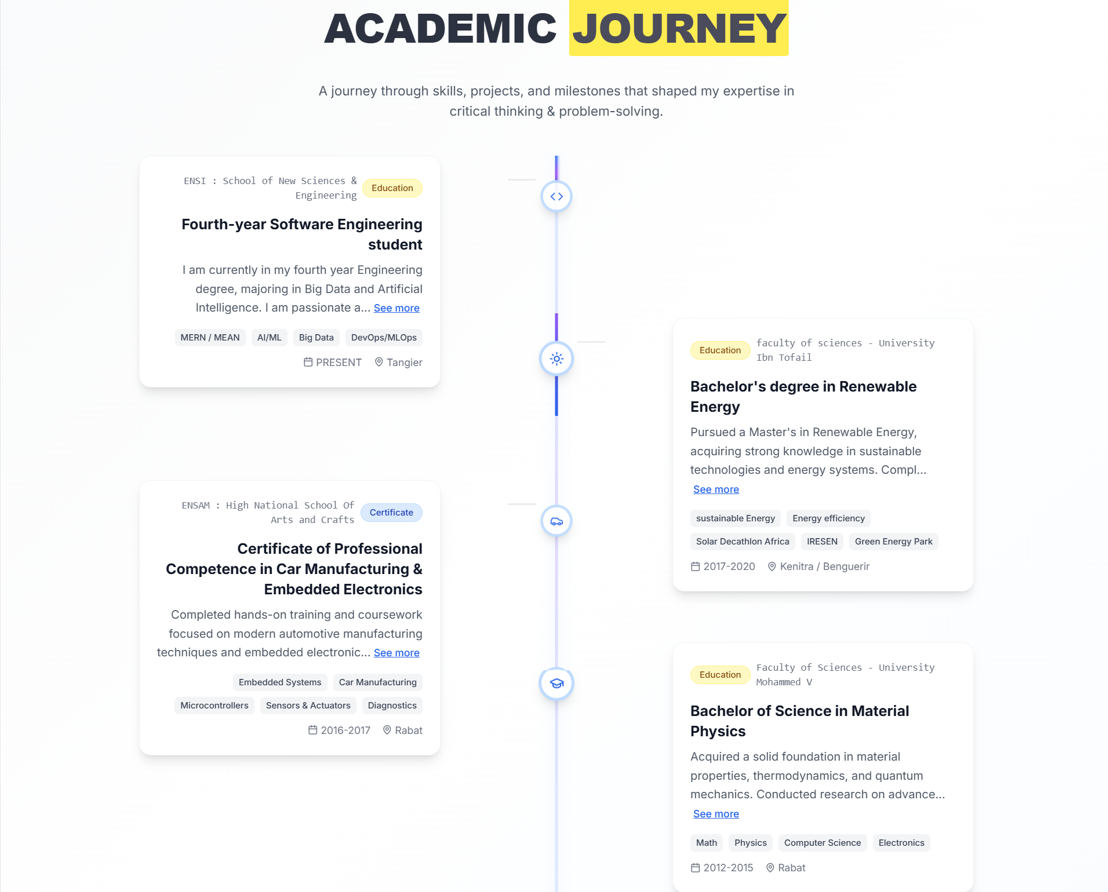 ACADEMIC JOURNEY
A journey through skills, projects, and milestones that shaped my expertise in
critical thinking & problem-solving.
ENSI : School of New Sciences &
Engineering
Education
Fourth-year Software Engineering
student
I am currently in my fourth year Engineering
degree, majoring in Big Data and Artificial
Intelligence. I am passionate a... See more
MERN / MEAN AI/ML Big Data DevOps/MLOps
PRESENT Tangier
Education
faculty of sciences - University
Ibn Tofail
Bachelor's degree in Renewable
Energy
Pursued a Master's in Renewable Energy,
acquiring strong knowledge in sustainable
technologies and energy systems. Compl...
See more
sustainable Energy Energy efficiency
Solar Decathlon Africa IRESEN Green Energy Park
2017-2020 Kenitra / Benguerir
ENSAM : High National School Of
Arts and Crafts
Certificate
Certificate of Professional
Competence in Car Manufacturing &
Embedded Electronics
Completed hands-on training and coursework
focused on modern automotive manufacturing
techniques and embedded electronic... See more
Embedded Systems Car Manufacturing
Microcontrollers Sensors & Actuators Diagnostics
2016-2017 Rabat
Education
Faculty of Sciences - University
Mohammed V
Bachelor of Science in Material
Physics
Acquired a solid foundation in material
properties, thermodynamics, and quantum
mechanics. Conducted research on advance...
See more
Math Physics Computer Science Electronics
2012-2015 Rabat